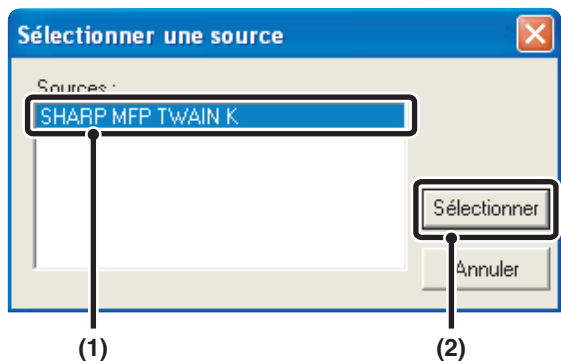 Sélectionner une source
Sources :
SHARP MFP TWAIN K
Sélectionner
Annuler
(1)
(2)